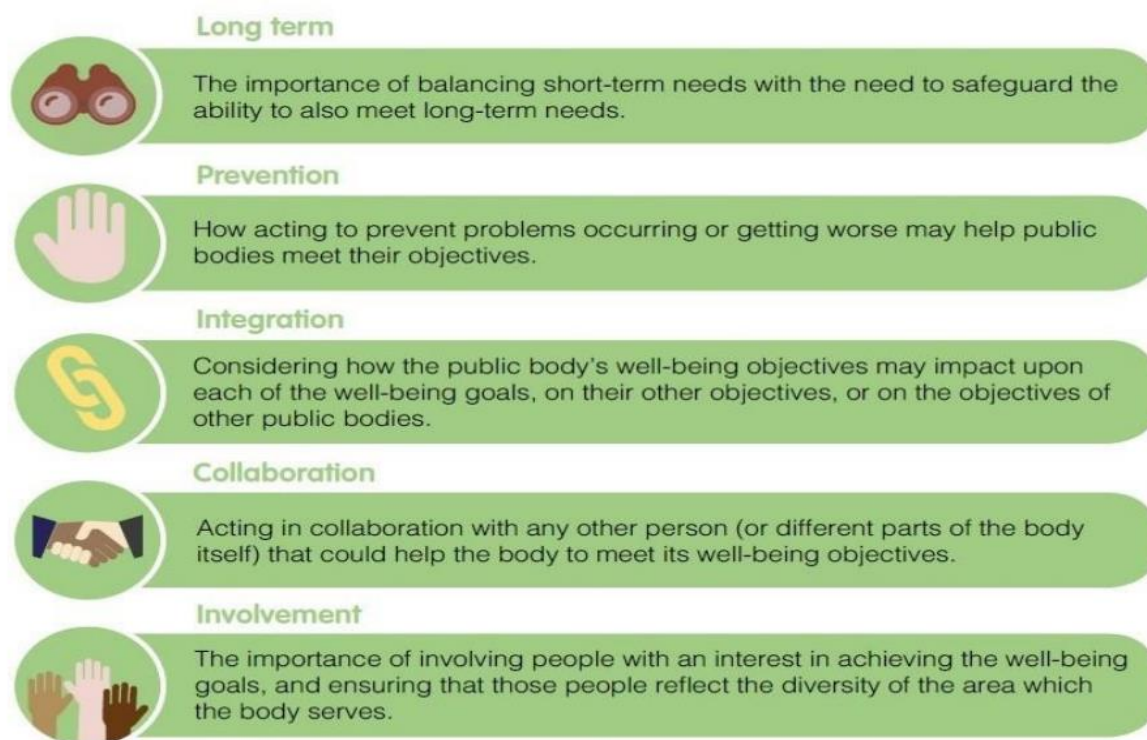 Long term
The importance of balancing short-term needs with the need to safeguard the
ability to also meet long-term needs.
Prevention
How acting to prevent problems occurring or getting worse may help public
bodies meet their objectives.
Integration
Considering how the public body's well-being objectives may impact upon
each of the well-being goals, on their other objectives, or on the objectives of
other public bodies.
Collaboration
Acting in collaboration with any other person (or different parts of the body
itself) that could help the body to meet its well-being objectives.
Involvement
The importance of involving people with an interest in achieving the well-being
goals, and ensuring that those people reflect the diversity of the area which
the body serves.